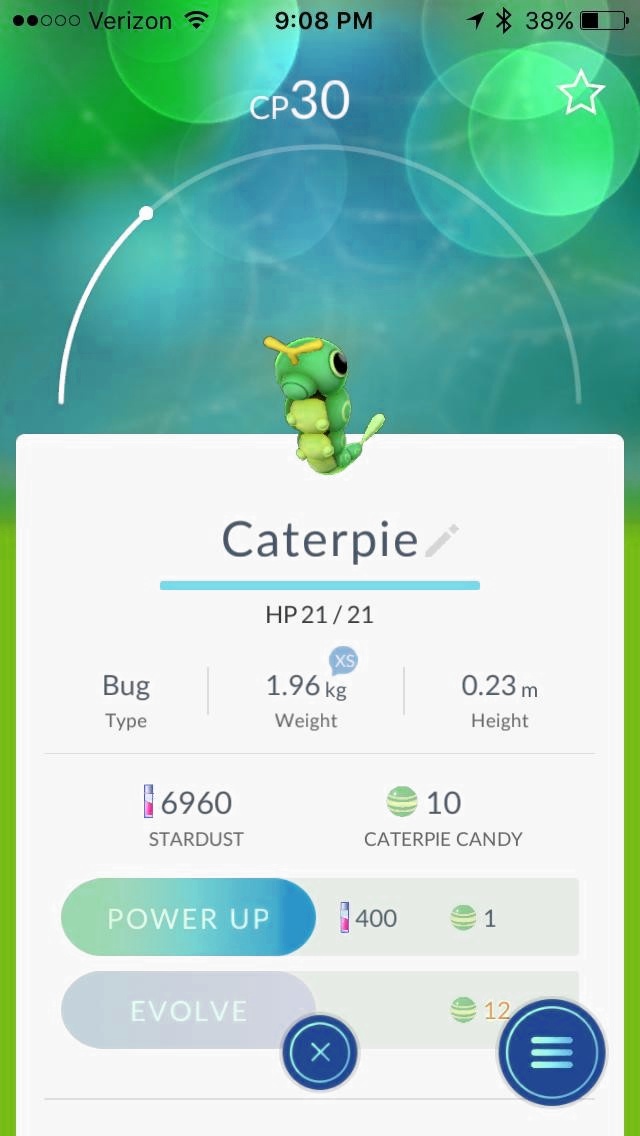 Verizon 9:08 PM 38%
CP30
Caterpie
HP 21 / 21
XS
Bug 1.96 kg 0.23 m
Type Weight Height
6960 10
STARDUST CATERPIE CANDY
POWER UP 400 1
EVOLVE 12